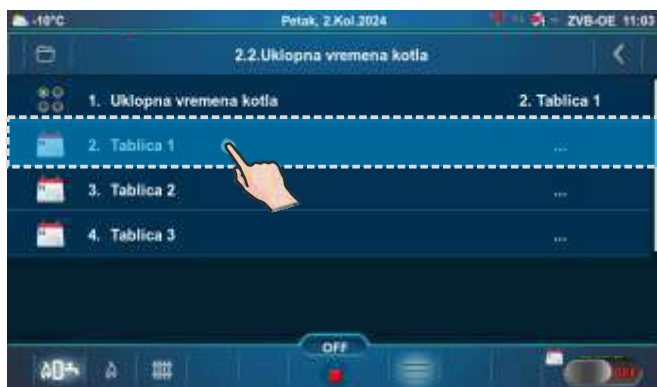 -10°C Petak, 2.Kol.2024 ZVB-OE 11:03
2.2.Uklopna vremena kotla
1. Uklopna vremena kotla 2. Tablica 1
2. Tablica 1 ...
3. Tablica 2 ...
4. Tablica 3 ...
OFF
OFF